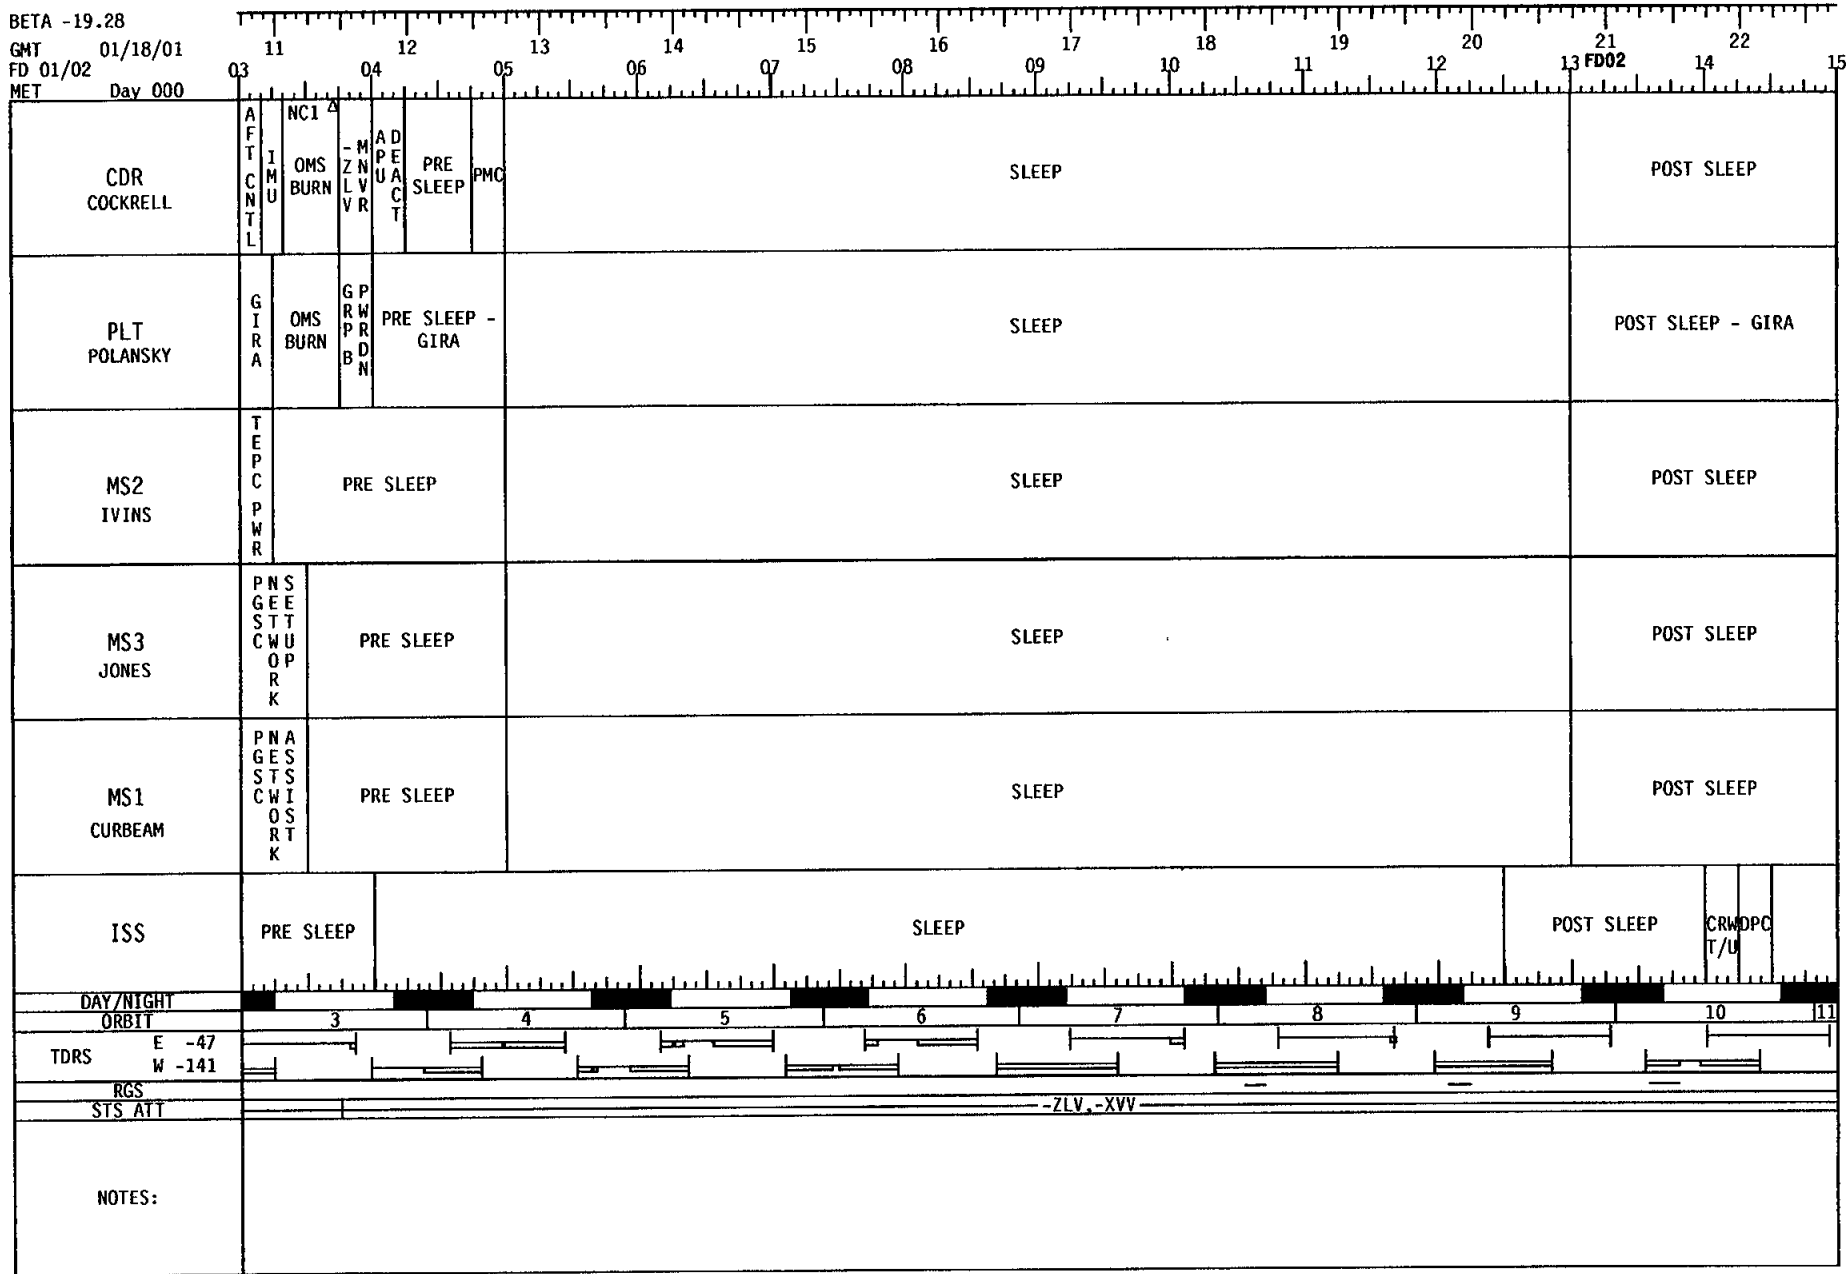 BETA -19.28
GMT 01/18/01 11 12 13 14 15 16 17 18 19 20 21 22
FD 01/02
MET Day 000 03 04 05 06 07 08 09 10 11 12 13 FD02 14 15
CDR
COCKRELL
AFT CNTL
IMU
NC1 Δ
OMS
BURN
-ZLV MNVR
APU DEACT
PRE
SLEEP
PMC
SLEEP
POST SLEEP
PLT
POLANSKY
GIRA
OMS
BURN
GRP B PWRDN
PRE SLEEP -
GIRA
SLEEP
POST SLEEP - GIRA
MS2
IVINS
TEPC PWR
PRE SLEEP
SLEEP
POST SLEEP
MS3
JONES
PGSC NETWORK SETUP
PRE SLEEP
SLEEP
POST SLEEP
MS1
CURBEAM
PGSC NETWORK ASSIST
PRE SLEEP
SLEEP
POST SLEEP
ISS
PRE SLEEP
SLEEP
POST SLEEP
CRW
T/U
DPC
DAY/NIGHT
ORBIT 3 4 5 6 7 8 9 10 11
TDRS E -47
W -141
RGS
STS ATT -ZLV,-XVV
NOTES: